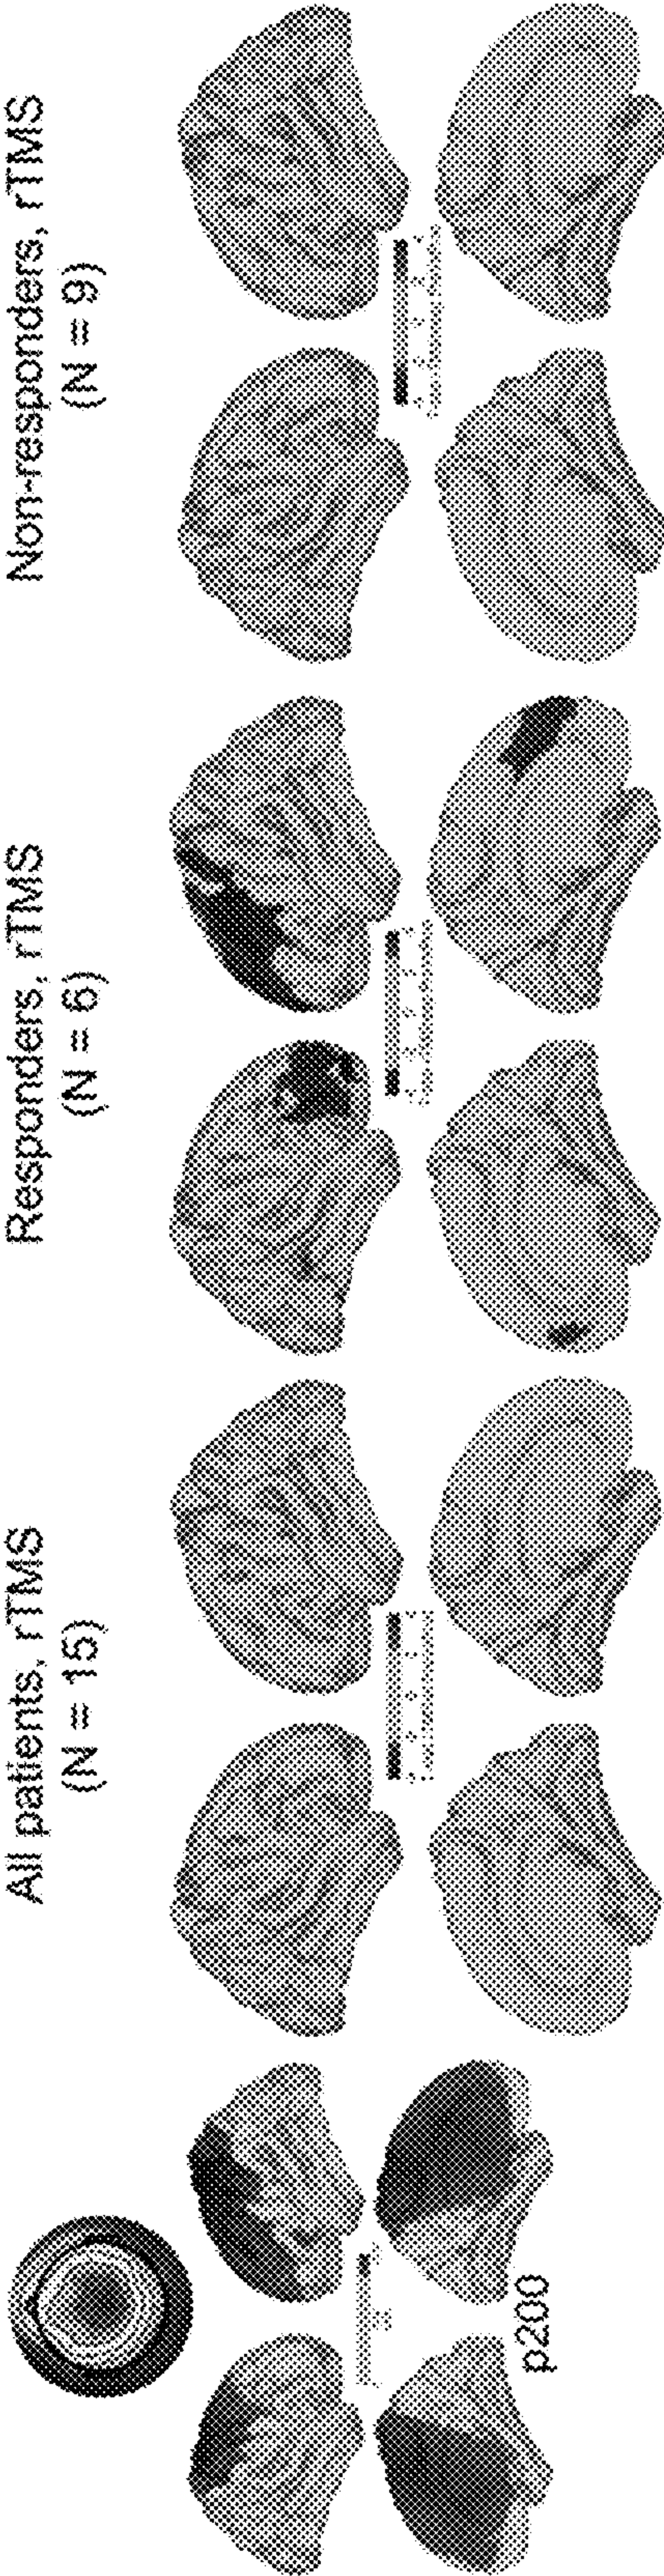 p200
All patients, rTMS
(N = 15)
Responders, rTMS
(N = 6)
Non-responders, rTMS
(N = 9)